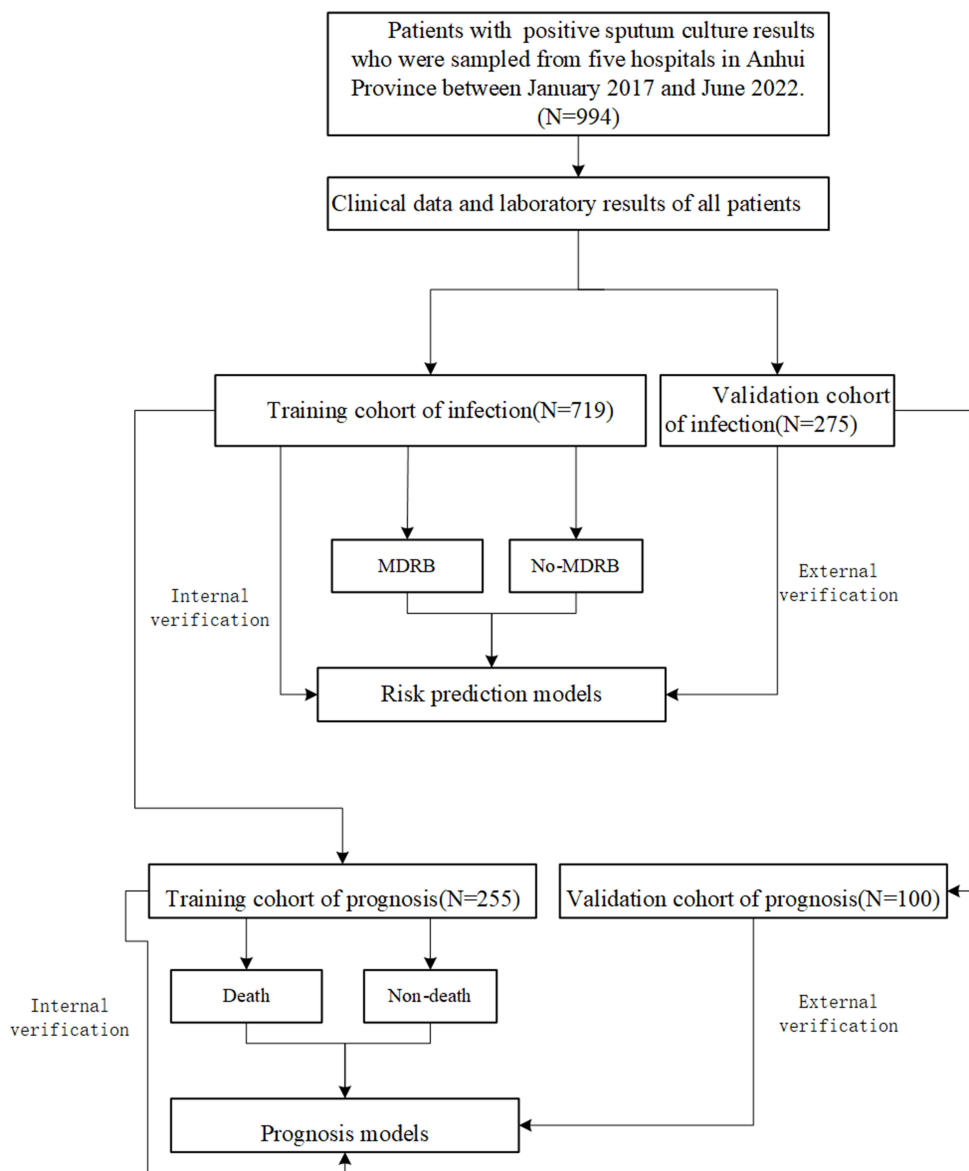 Patients with positive sputum culture results
who were sampled from five hospitals in Anhui
Province between January 2017 and June 2022.
(N=994)
Clinical data and laboratory results of all patients
Training cohort of infection(N=719)
Validation cohort
of infection(N=275)
MDRB
No-MDRB
Internal
verification
External
verification
Risk prediction models
Training cohort of prognosis(N=255)
Validation cohort of prognosis(N=100)
Death
Non-death
Internal
verification
External
verification
Prognosis models